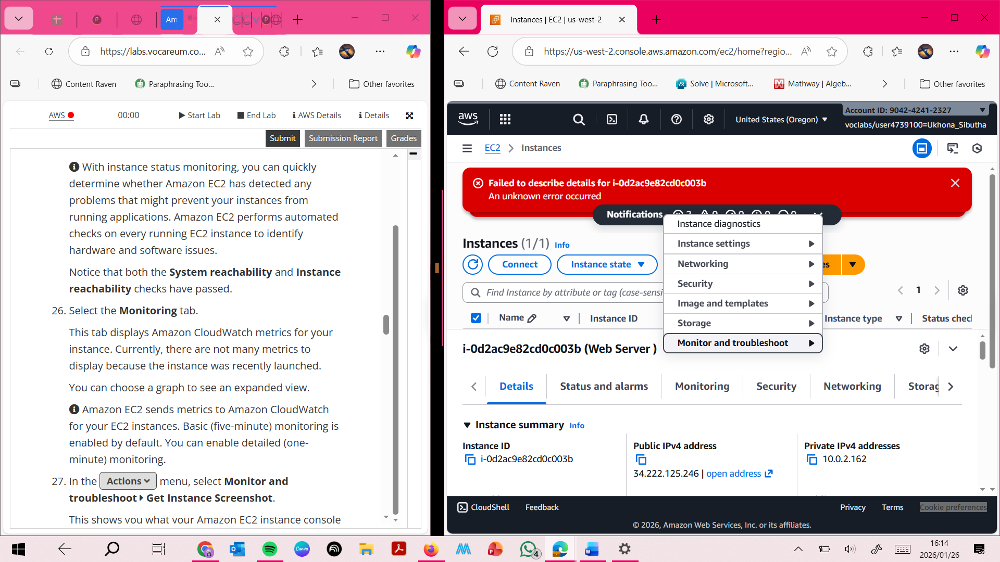 Am
https://labs.vocareum.co...
Content Raven
Paraphrasing Too...
Other favorites
AWS
00:00
Start Lab
End Lab
AWS Details
Details
Submit
Submission Report
Grades
With instance status monitoring, you can quickly
determine whether Amazon EC2 has detected any
problems that might prevent your instances from
running applications. Amazon EC2 performs automated
checks on every running EC2 instance to identify
hardware and software issues.
Notice that both the System reachability and Instance
reachability checks have passed.
26. Select the Monitoring tab.
This tab displays Amazon CloudWatch metrics for your
instance. Currently, there are not many metrics to
display because the instance was recently launched.
You can choose a graph to see an expanded view.
Amazon EC2 sends metrics to Amazon CloudWatch
for your EC2 instances. Basic (five-minute) monitoring is
enabled by default. You can enable detailed (one-
minute) monitoring.
27. In the Actions menu, select Monitor and
troubleshoot Get Instance Screenshot.
This shows you what your Amazon EC2 instance console
Instances | EC2 | us-west-2
https://us-west-2.console.aws.amazon.com/ec2/home?regio...
Content Raven
Paraphrasing Too...
Solve | Microsoft...
Mathway | Algeb...
Other favorites
aws
United States (Oregon)
Account ID: 9042-4241-2327
voclabs/user4739100=Ukhona_Sibutha
EC2
Instances
Failed to describe details for i-0d2ac9e82cd0c003b
An unknown error occurred
Notifications
Instances (1/1) Info
Connect
Instance state
es
Find Instance by attribute or tag (case-sensi
1
Name
Instance ID
Instance type
Status chec
Instance diagnostics
Instance settings
Networking
Security
Image and templates
Storage
Monitor and troubleshoot
i-0d2ac9e82cd0c003b (Web Server )
Details
Status and alarms
Monitoring
Security
Networking
Storag
Instance summary Info
Instance ID
i-0d2ac9e82cd0c003b
Public IPv4 address
34.222.125.246 | open address
Private IPv4 addresses
10.0.2.162
CloudShell
Feedback
Privacy
Terms
Cookie preferences
© 2026, Amazon Web Services, Inc. or its affiliates.
Canva
4
16:14
2026/01/26